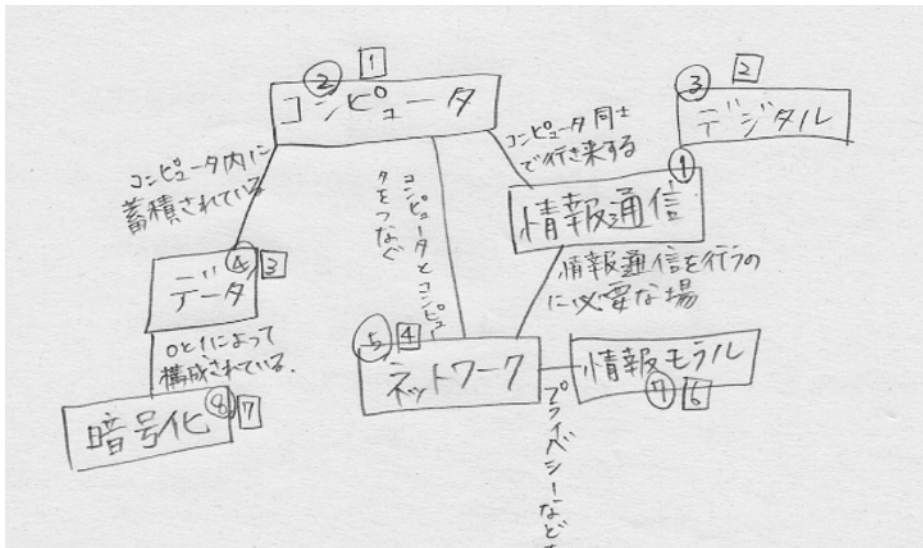 ② 1
コンピュータ
③ 2
デジタル
コンピュータ同士
で行き来する
①
情報通信
コンピュータ内に
蓄積されている
コンピュータとコンピュー
タをつなぐ
情報通信を行うの
に必要な場
④ 3
データ
0と1によって
構成されている.
⑤ 4
ネットワーク
情報モラル
⑦ 6
暗号化 ⑧ 7
プライベシーなどを